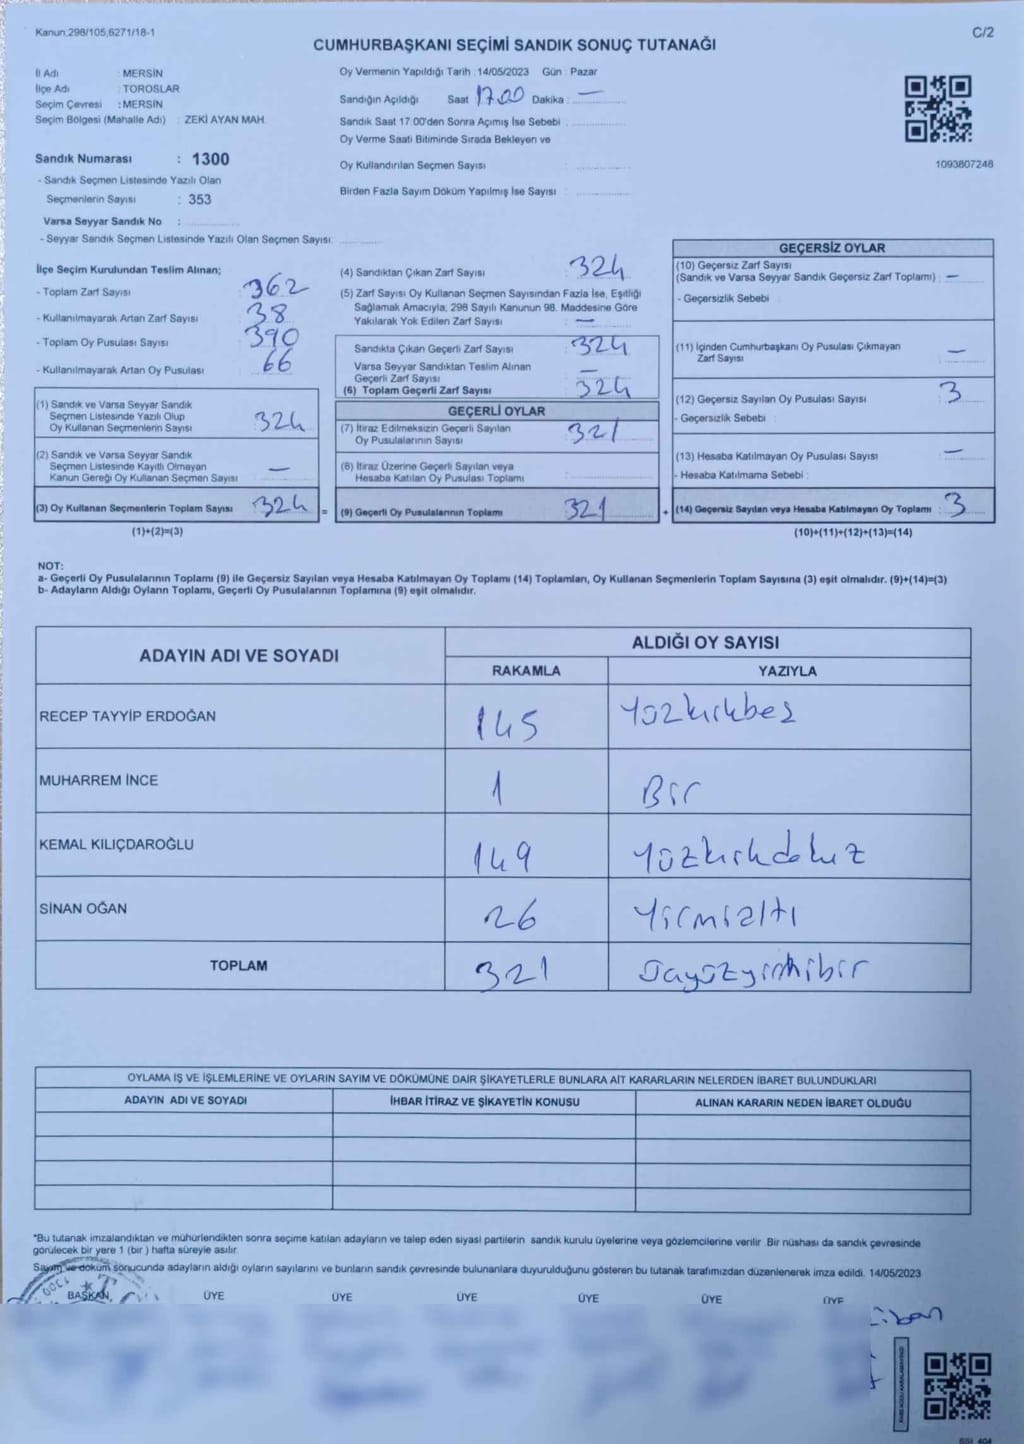 Kanun;298/105,6271/18-1
C/2
CUMHURBAŞKANI SEÇİMİ SANDIK SONUÇ TUTANAĞI
İl Adı : MERSİN
İlçe Adı : TOROSLAR
Seçim Çevresi : MERSİN
Seçim Bölgesi (Mahalle Adı) : ZEKİ AYAN MAH.
Sandık Numarası : 1300
- Sandık Seçmen Listesinde Yazılı Olan
Seçmenlerin Sayısı : 353
Varsa Seyyar Sandık No :
- Seyyar Sandık Seçmen Listesinde Yazılı Olan Seçmen Sayısı:
Oy Vermenin Yapıldığı Tarih :14/05/2023 Gün : Pazar
Sandığın Açıldığı Saat 17.00 Dakika : —
Sandık Saat 17:00'den Sonra Açımış İse Sebebi :
Oy Verme Saati Bitiminde Sırada Bekleyen ve
Oy Kullandırılan Seçmen Sayısı :
Birden Fazla Sayım Döküm Yapılmış İse Sayısı :
1093807248
İlçe Seçim Kurulundan Teslim Alınan;
- Toplam Zarf Sayısı : 362
- Kullanılmayarak Artan Zarf Sayısı : 38
- Toplam Oy Pusulası Sayısı : 390
- Kullanılmayarak Artan Oy Pusulası : 66
(1) Sandık ve Varsa Seyyar Sandık
Seçmen Listesinde Yazılı Olup
Oy Kullanan Seçmenlerin Sayısı : 324
(2) Sandık ve Varsa Seyyar Sandık
Seçmen Listesinde Kayıtlı Olmayan
Kanun Gereği Oy Kullanan Seçmen Sayısı : —
(3) Oy Kullanan Seçmenlerin Toplam Sayısı : 324 =
(1)+(2)=(3)
(4) Sandıktan Çıkan Zarf Sayısı : 324
(5) Zarf Sayısı Oy Kullanan Seçmen Sayısından Fazla İse, Eşitliği
Sağlamak Amacıyla, 298 Sayılı Kanunun 98. Maddesine Göre
Yakılarak Yok Edilen Zarf Sayısı : —
Sandıkta Çıkan Geçerli Zarf Sayısı : 324
Varsa Seyyar Sandıktan Teslim Alınan
Geçerli Zarf Sayısı : —
(6) Toplam Geçerli Zarf Sayısı : 324
GEÇERLİ OYLAR
(7) İtiraz Edilmeksizin Geçerli Sayılan
Oy Pusulalarının Sayısı : 321
(8) İtiraz Üzerine Geçerli Sayılan veya
Hesaba Katılan Oy Pusulası Toplamı :
(9) Geçerli Oy Pusulalarının Toplamı : 321 +
GEÇERSİZ OYLAR
(10) Geçersiz Zarf Sayısı
(Sandık ve Varsa Seyyar Sandık Geçersiz Zarf Toplamı) : —
- Geçersizlik Sebebi :
(11) İçinden Cumhurbaşkanı Oy Pusulası Çıkmayan
Zarf Sayısı : —
(12) Geçersiz Sayılan Oy Pusulası Sayısı : 3
- Geçersizlik Sebebi :
(13) Hesaba Katılmayan Oy Pusulası Sayısı : —
- Hesaba Katılmama Sebebi :
(14) Geçersiz Sayılan veya Hesaba Katılmayan Oy Toplamı : 3
(10)+(11)+(12)+(13)=(14)
NOT:
a- Geçerli Oy Pusulalarının Toplamı (9) ile Geçersiz Sayılan veya Hesaba Katılmayan Oy Toplamı (14) Toplamları, Oy Kullanan Seçmenlerin Toplam Sayısına (3) eşit olmalıdır. (9)+(14)=(3)
b- Adayların Aldığı Oyların Toplamı, Geçerli Oy Pusulalarının Toplamına (9) eşit olmalıdır.
ADAYIN ADI VE SOYADI
ALDIĞI OY SAYISI
RAKAMLA YAZIYLA
RECEP TAYYİP ERDOĞAN 145 Yüzkırkbeş
MUHARREM İNCE 1 Bir
KEMAL KILIÇDAROĞLU 149 Yüzkırkdokuz
SİNAN OĞAN 26 Yirmialtı
TOPLAM 321
OYLAMA İŞ VE İŞLEMLERİNE VE OYLARIN SAYIM VE DÖKÜMÜNE DAİR ŞİKAYETLERLE BUNLARA AİT KARARLARIN NELERDEN İBARET BULUNDUKLARI
ADAYIN ADI VE SOYADI İHBAR İTİRAZ VE ŞİKAYETİN KONUSU ALINAN KARARIN NEDEN İBARET OLDUĞU
*Bu tutanak imzalandıktan ve mühürlendikten sonra seçime katılan adayların ve talep eden siyasi partilerin sandık kurulu üyelerine veya gözlemcilerine verilir .Bir nüshası da sandık çevresinde
görülecek bir yere 1 (bir ) hafta süreyle asılır.
Sayım ve döküm sonucunda adayların aldığı oyların sayılarını ve bunların sandık çevresinde bulunanlara duyurulduğunu gösteren bu tutanak tarafımızdan düzenlenerek imza edildi. 14/05/2023
1300
BAŞKAN ÜYE ÜYE ÜYE ÜYE ÜYE ÜYE